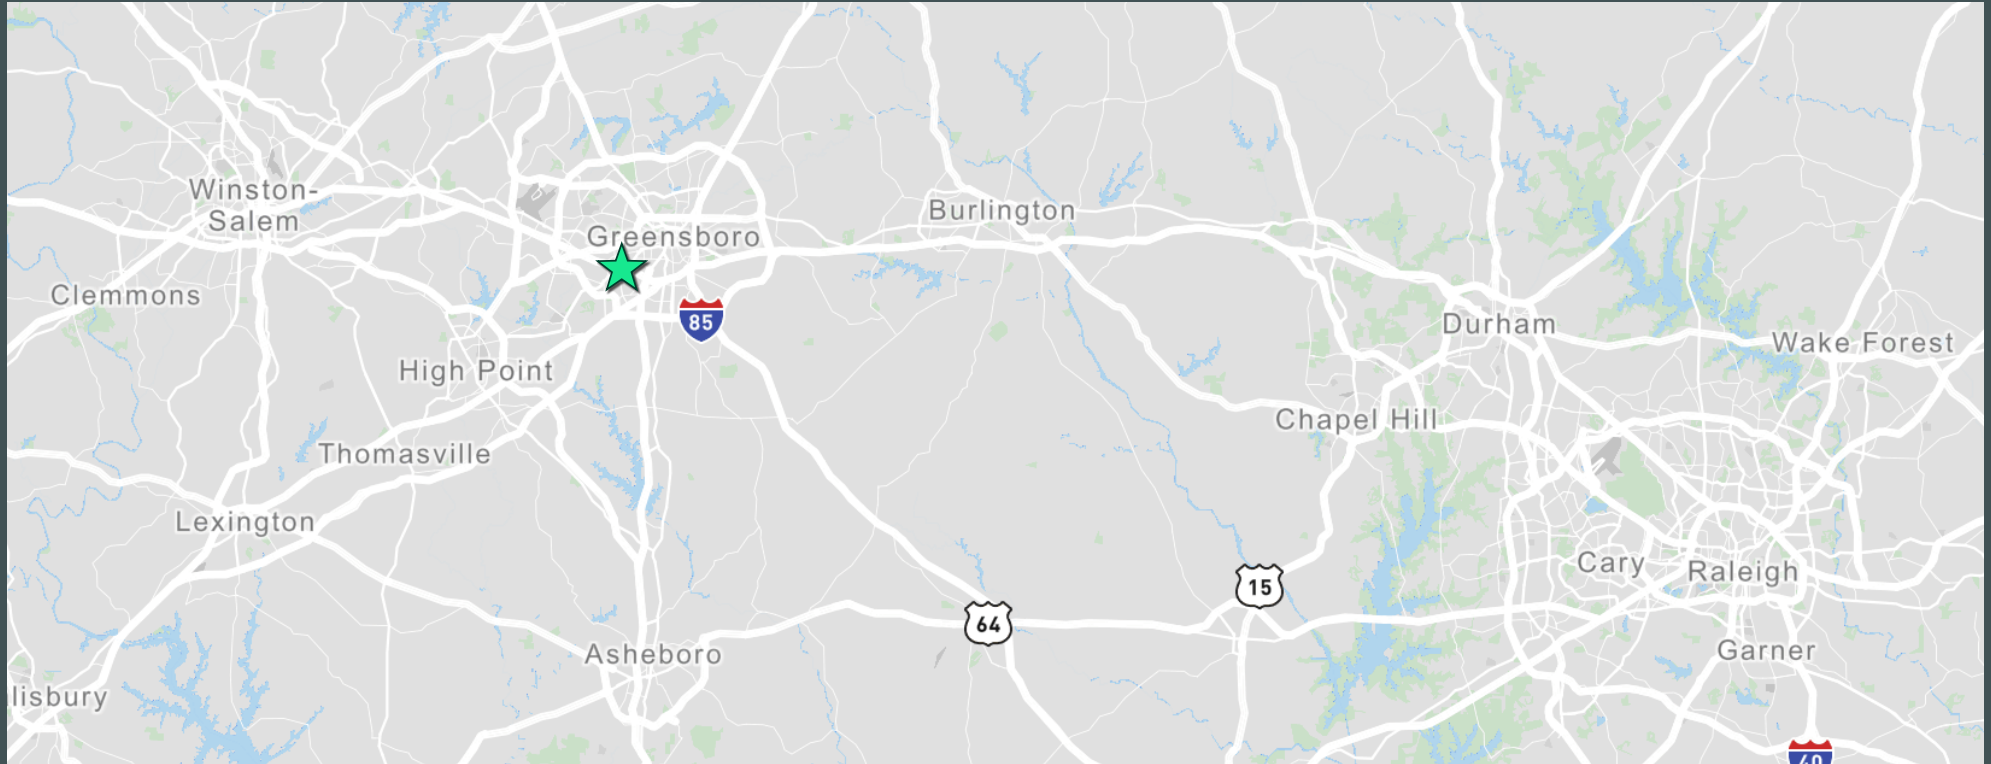 Winston-
Salem
Greensboro
Burlington
Clemmons
85
Durham
Wake Forest
High Point
Chapel Hill
Thomasville
Lexington
15
Cary
Raleigh
64
Asheboro
Garner
lisbury
40